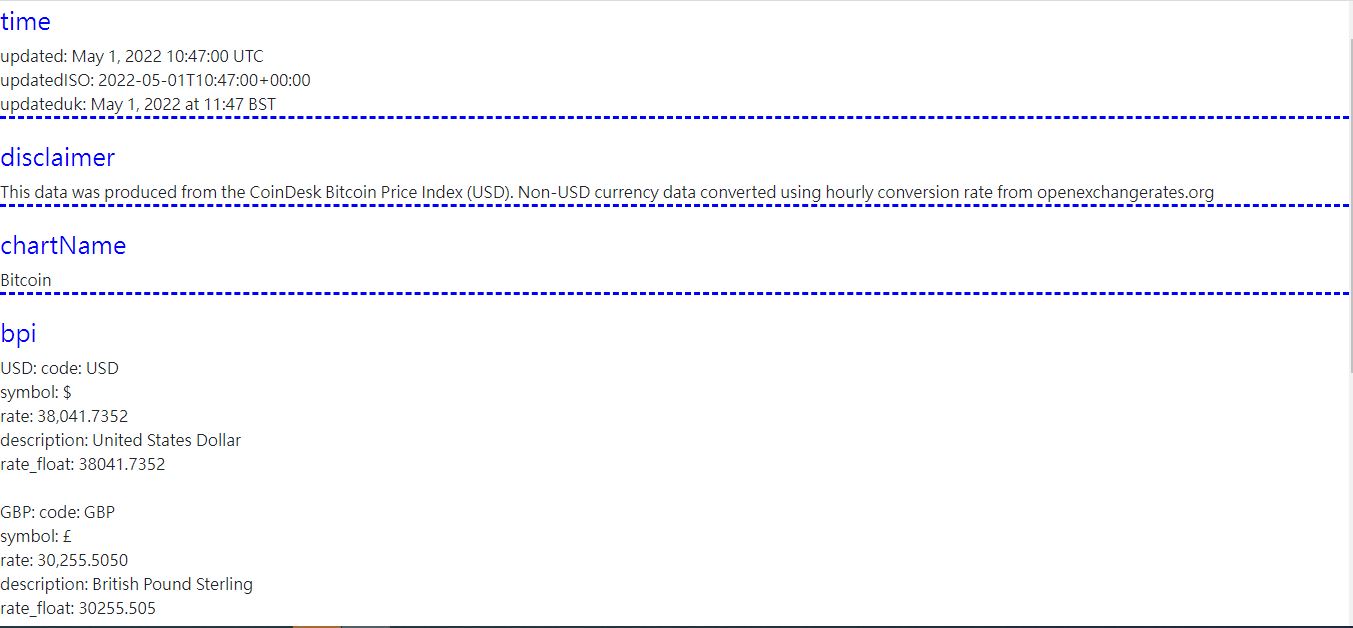 time
updated: May 1, 2022 10:47:00 UTC
updatedISO: 2022-05-01T10:47:00+00:00
updateduk: May 1, 2022 at 11:47 BST
disclaimer
This data was produced from the CoinDesk Bitcoin Price Index (USD). Non-USD currency data converted using hourly conversion rate from openexchangerates.org
chartName
Bitcoin
bpi
USD: code: USD
symbol: $
rate: 38,041.7352
description: United States Dollar
rate_float: 38041.7352
GBP: code: GBP
symbol: £
rate: 30,255.5050
description: British Pound Sterling
rate_float: 30255.505